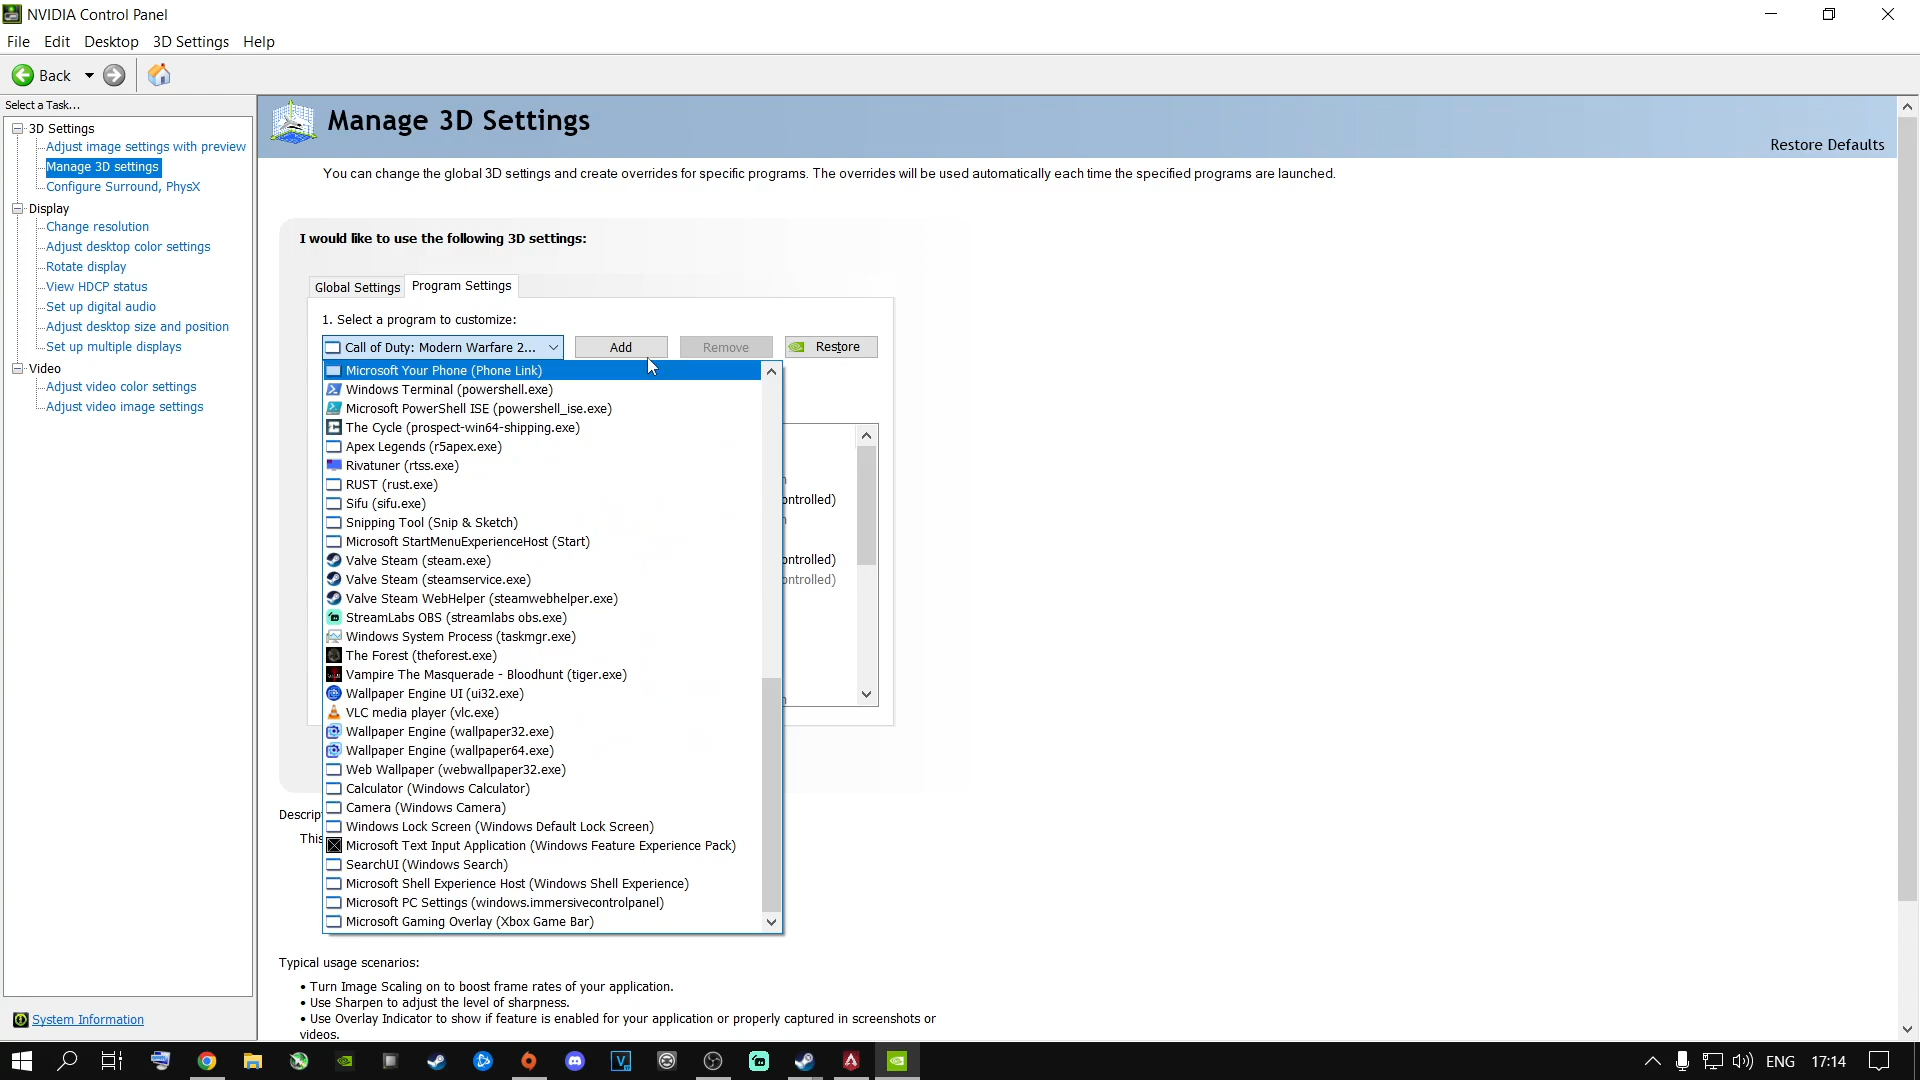 NVIDIA Control Panel
File Edit Desktop 3D Settings Help
Back
Select a Task...
3D Settings
Adjust image settings with preview
Manage 3D settings
Configure Surround, PhysX
Display
Change resolution
Adjust desktop color settings
Rotate display
View HDCP status
Set up digital audio
Adjust desktop size and position
Set up multiple displays
Video
Adjust video color settings
Adjust video image settings
System Information
Manage 3D Settings
Restore Defaults
You can change the global 3D settings and create overrides for specific programs. The overrides will be used automatically each time the specified programs are launched.
I would like to use the following 3D settings:
Global Settings Program Settings
1. Select a program to customize:
Call of Duty: Modern Warfare 2... Add Remove Restore
Microsoft Your Phone (Phone Link)
Windows Terminal (powershell.exe)
Microsoft PowerShell ISE (powershell_ise.exe)
The Cycle (prospect-win64-shipping.exe)
Apex Legends (r5apex.exe)
Rivatuner (rtss.exe)
RUST (rust.exe)
Sifu (sifu.exe)
ontrolled)
Snipping Tool (Snip & Sketch)
Microsoft StartMenuExperienceHost (Start)
Valve Steam (steam.exe)
ontrolled)
Valve Steam (steamservice.exe)
ontrolled)
Valve Steam WebHelper (steamwebhelper.exe)
StreamLabs OBS (streamlabs obs.exe)
Windows System Process (taskmgr.exe)
The Forest (theforest.exe)
Vampire The Masquerade - Bloodhunt (tiger.exe)
Wallpaper Engine UI (ui32.exe)
VLC media player (vlc.exe)
Wallpaper Engine (wallpaper32.exe)
Wallpaper Engine (wallpaper64.exe)
Web Wallpaper (webwallpaper32.exe)
Calculator (Windows Calculator)
Camera (Windows Camera)
Windows Lock Screen (Windows Default Lock Screen)
Microsoft Text Input Application (Windows Feature Experience Pack)
SearchUI (Windows Search)
Microsoft Shell Experience Host (Windows Shell Experience)
Microsoft PC Settings (windows.immersivecontrolpanel)
Microsoft Gaming Overlay (Xbox Game Bar)
Descrip
This
Typical usage scenarios:
• Turn Image Scaling on to boost frame rates of your application.
• Use Sharpen to adjust the level of sharpness.
• Use Overlay Indicator to show if feature is enabled for your application or properly captured in screenshots or
videos.
ENG 17:14